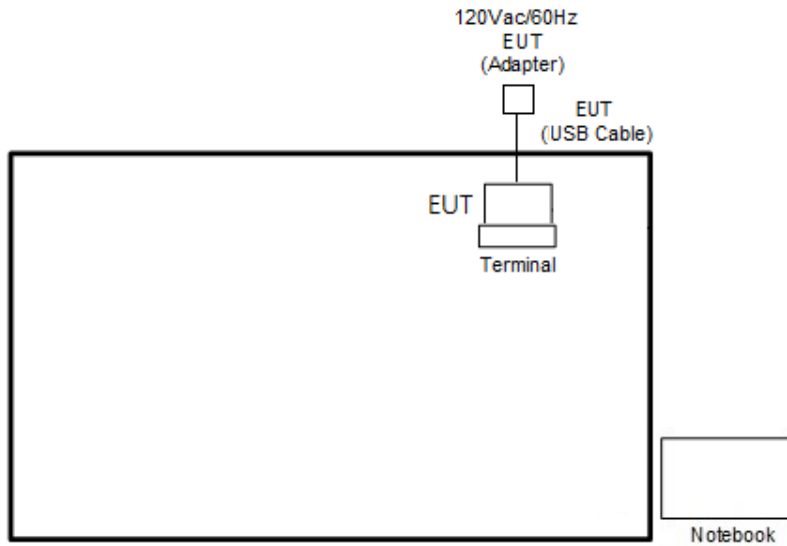 120Vac/60Hz
EUT
(Adapter)
EUT
(USB Cable)
EUT
Terminal
Notebook